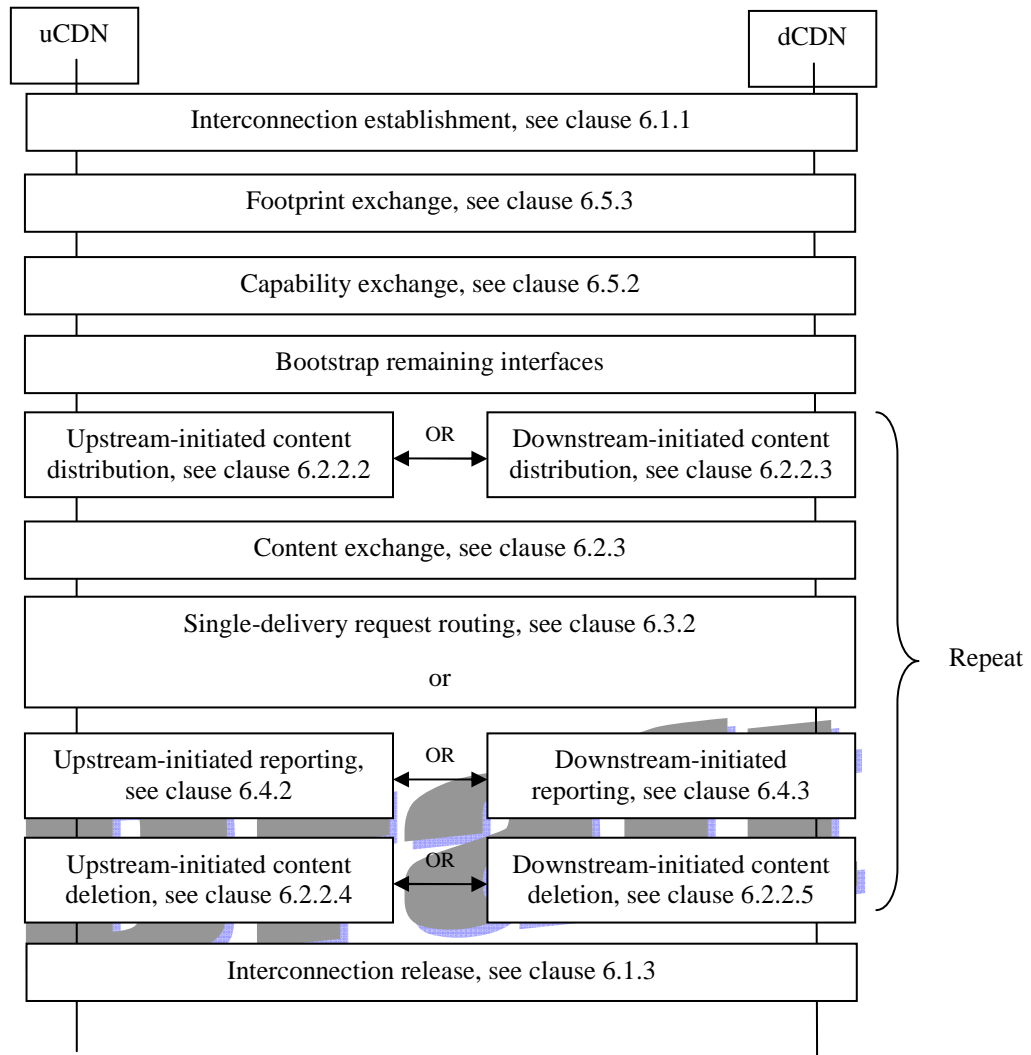 uCDN
dCDN
Interconnection establishment, see clause 6.1.1
Footprint exchange, see clause 6.5.3
Capability exchange, see clause 6.5.2
Bootstrap remaining interfaces
Upstream-initiated content
distribution, see clause 6.2.2.2
OR
Downstream-initiated content
distribution, see clause 6.2.2.3
Content exchange, see clause 6.2.3
Single-delivery request routing, see clause 6.3.2
or
Repeat
Upstream-initiated reporting,
see clause 6.4.2
OR
Downstream-initiated
reporting, see clause 6.4.3
Upstream-initiated content
deletion, see clause 6.2.2.4
OR
Downstream-initiated content
deletion, see clause 6.2.2.5
Interconnection release, see clause 6.1.3